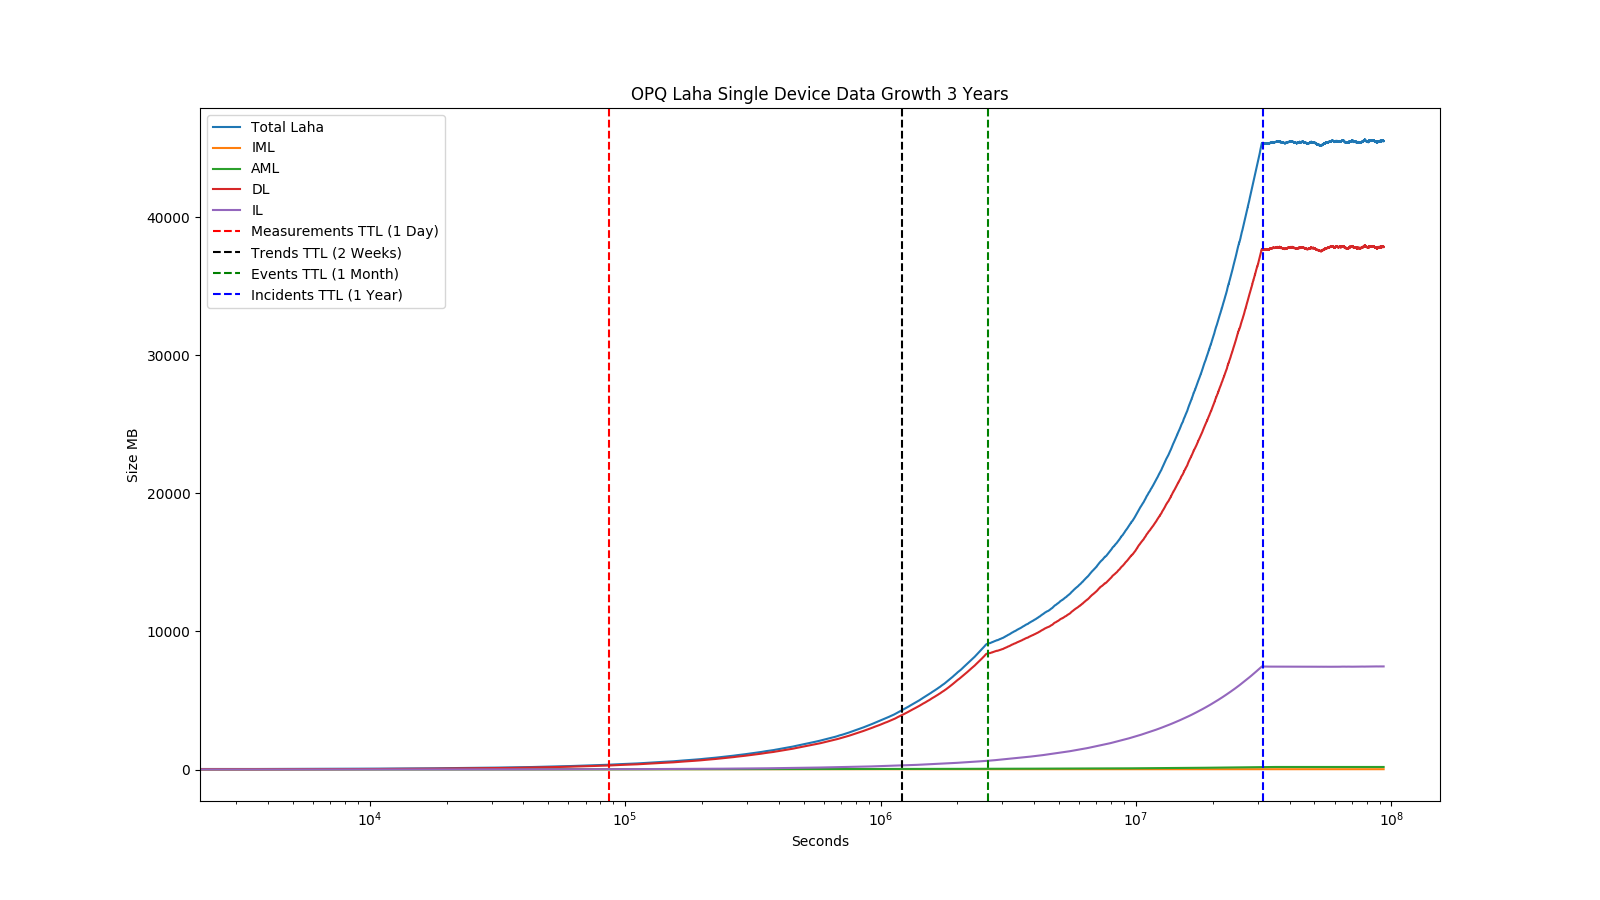 OPQ Laha Single Device Data Growth 3 Years
Total Laha
IML
AML
DL
IL
Measurements TTL (1 Day)
Trends TTL (2 Weeks)
Events TTL (1 Month)
Incidents TTL (1 Year)
40000
30000
20000
10000
0
Size MB
10^4 10^5 10^6 10^7 10^8
Seconds